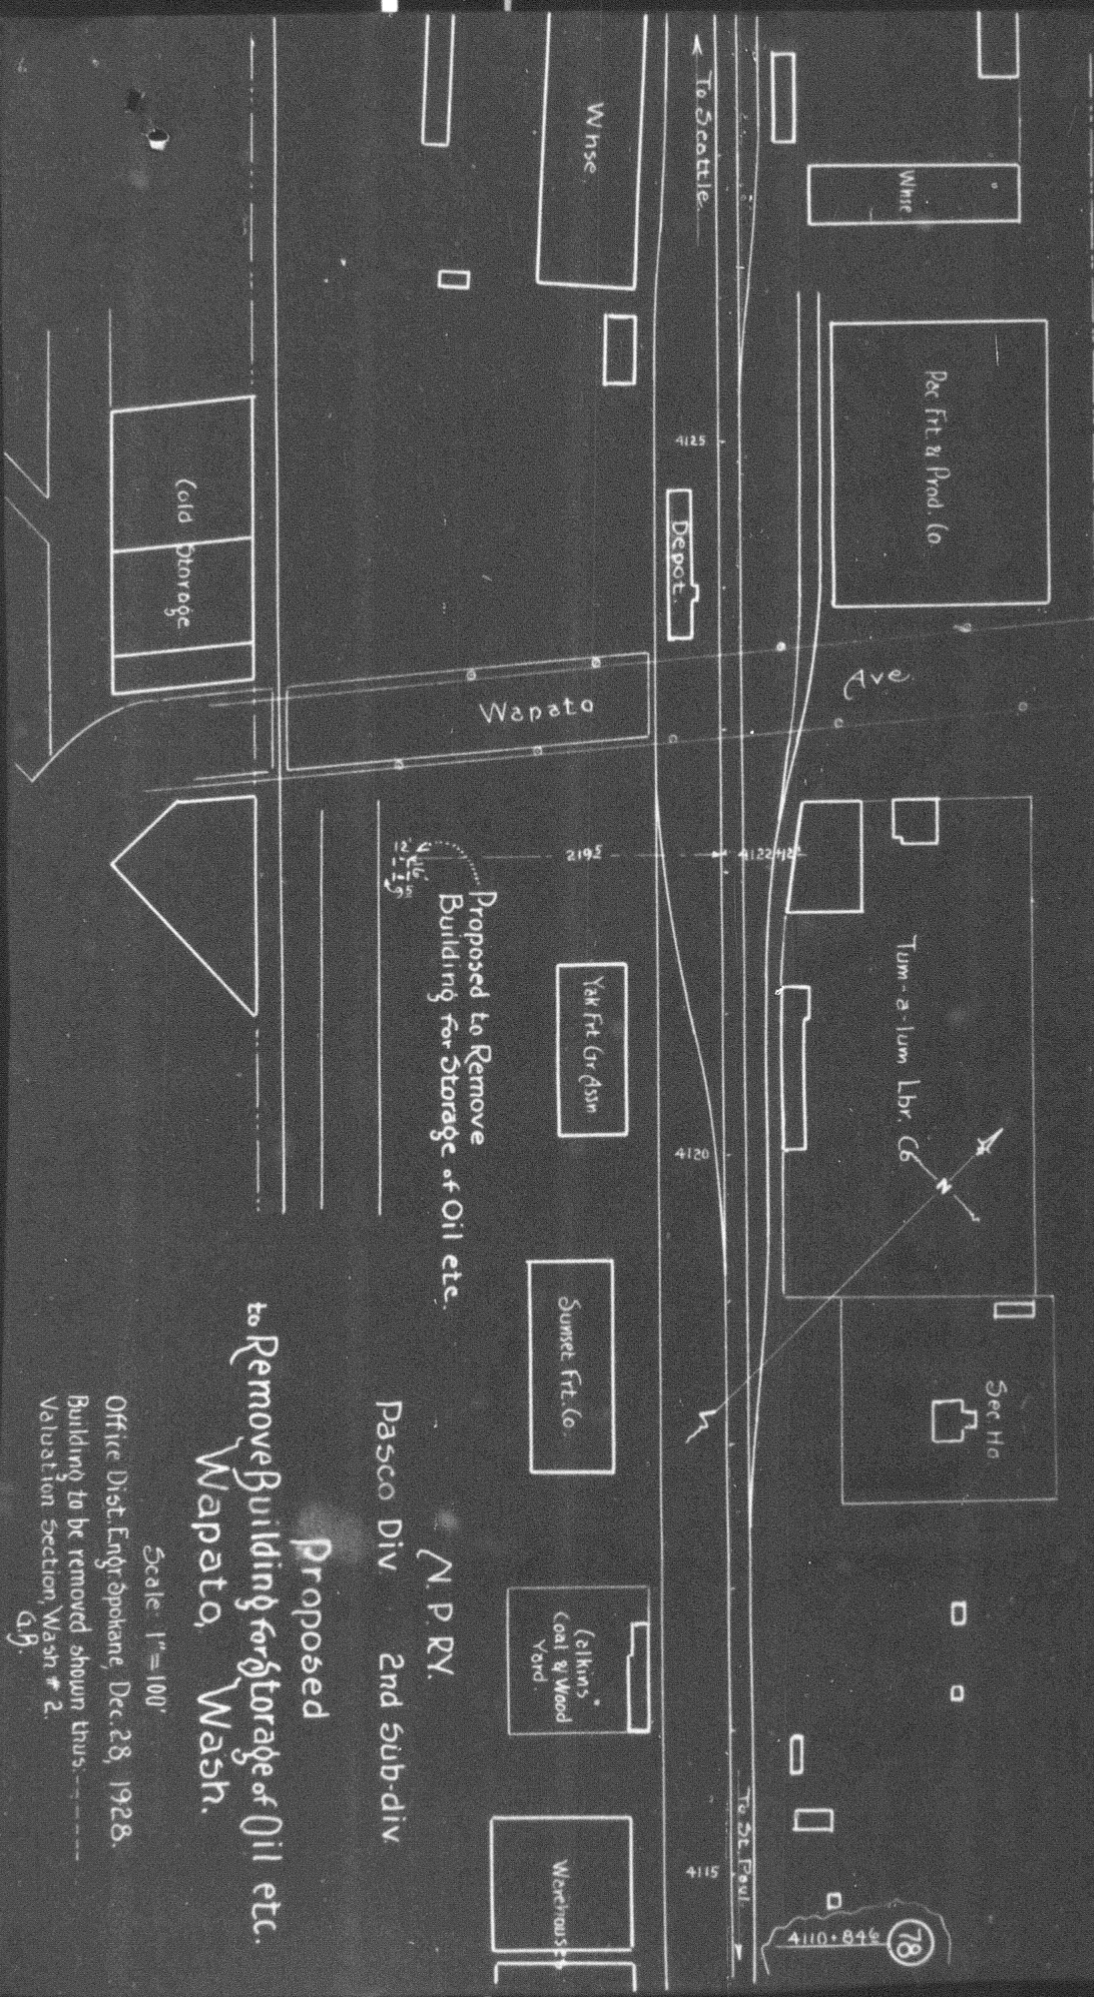 To Seattle
Whse.
Whse
Pac Frt & Prod. Co.
4125
Depot.
Cold Storage
Wapato
Ave.
12'
16'
95
2195
4122+12
Proposed to Remove
Building for Storage of Oil etc.
Tum-a-lum Lbr. Co
N
Yak Frt Gr Assn
4120
Sunset Frt. Co.
Sec. Ho
Calkins
Coal & Wood
Yard.
To St. Paul.
4115
Warehouses
78
4110+846
N. P. RY.
Pasco Div. 2nd Sub-div
Proposed
to Remove Building for Storage of Oil etc.
Wapato, Wash.
Scale: 1"=100'
Office Dist. Engr Spokane, Dec. 28, 1928.
Building to be removed shown thus:------
Valuation Section, Wash # 2.
G.B.